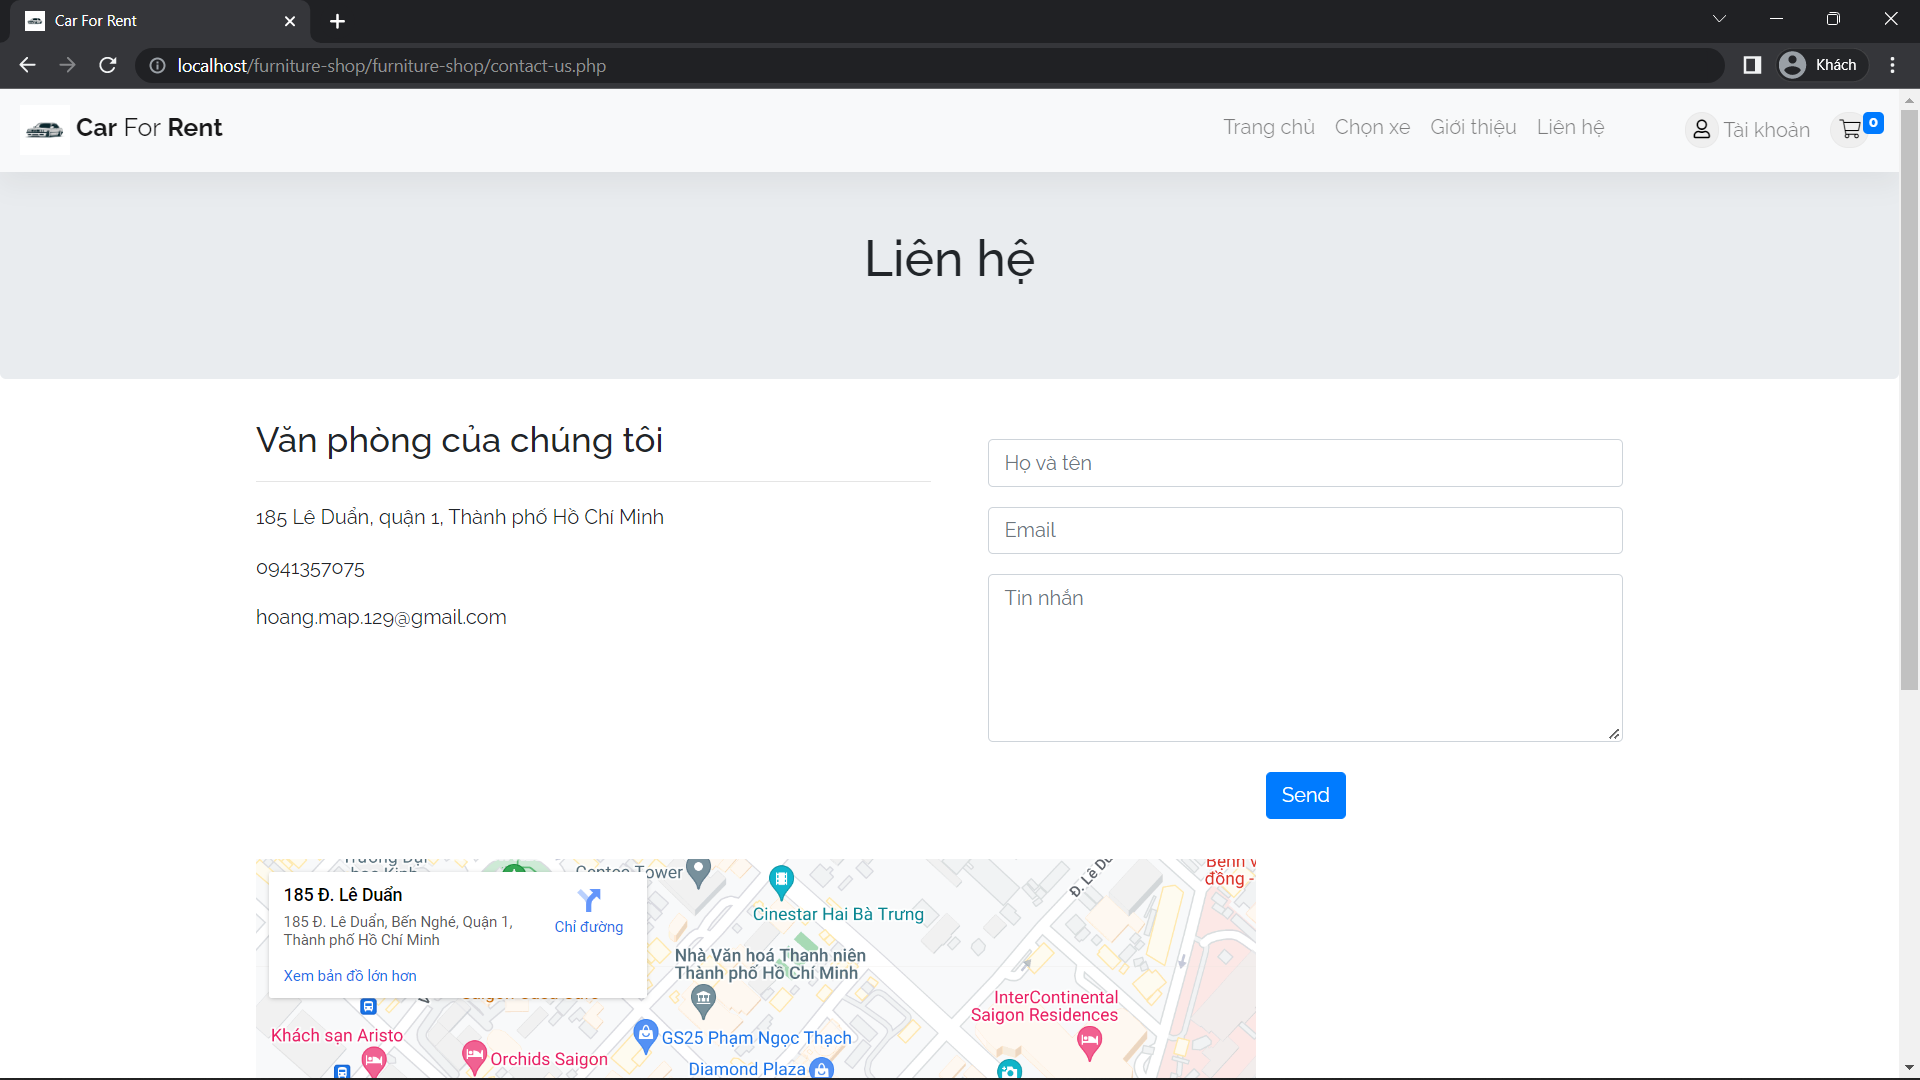 Car For Rent
localhost/furniture-shop/furniture-shop/contact-us.php
Khách
Car For Rent
Trang chủ Chọn xe Giới thiệu Liên hệ Tài khoản 0
Liên hệ
Văn phòng của chúng tôi
185 Lê Duẩn, quận 1, Thành phố Hồ Chí Minh
0941357075
hoang.map.129@gmail.com
Họ và tên
Email
Tin nhắn
Send
185 Đ. Lê Duẩn
185 Đ. Lê Duẩn, Bến Nghé, Quận 1,
Thành phố Hồ Chí Minh
Chỉ đường
Xem bản đồ lớn hơn
Tower
Cinestar Hai Bà Trưng
Đ. Lê
Nhà Văn hoá Thanh niên
Thành phố Hồ Chí Minh
InterContinental
Saigon Residences
Khách sạn Aristo
GS25 Phạm Ngọc Thạch
Orchids Saigon
Diamond Plaza
Bệnh
đồng -